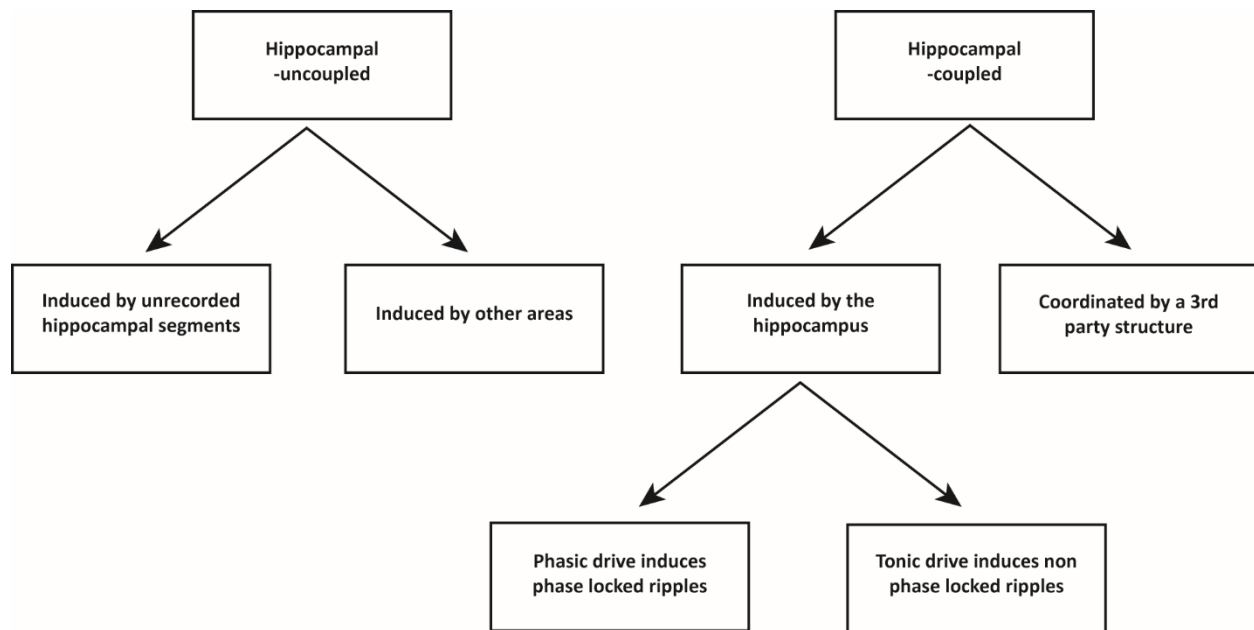 Hippocampal
-uncoupled
Hippocampal
-coupled
Induced by unrecorded
hippocampal segments
Induced by other areas
Induced by the
hippocampus
Coordinated by a 3rd
party structure
Phasic drive induces
phase locked ripples
Tonic drive induces non
phase locked ripples